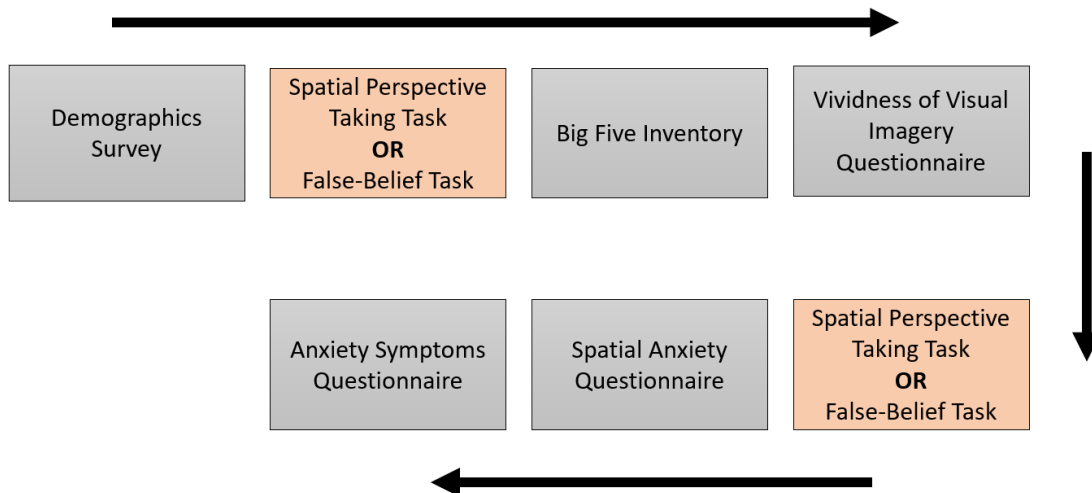 Demographics
Survey
Spatial Perspective
Taking Task
OR
False-Belief Task
Big Five Inventory
Vividness of Visual
Imagery
Questionnaire
Spatial Perspective
Taking Task
OR
False-Belief Task
Spatial Anxiety
Questionnaire
Anxiety Symptoms
Questionnaire